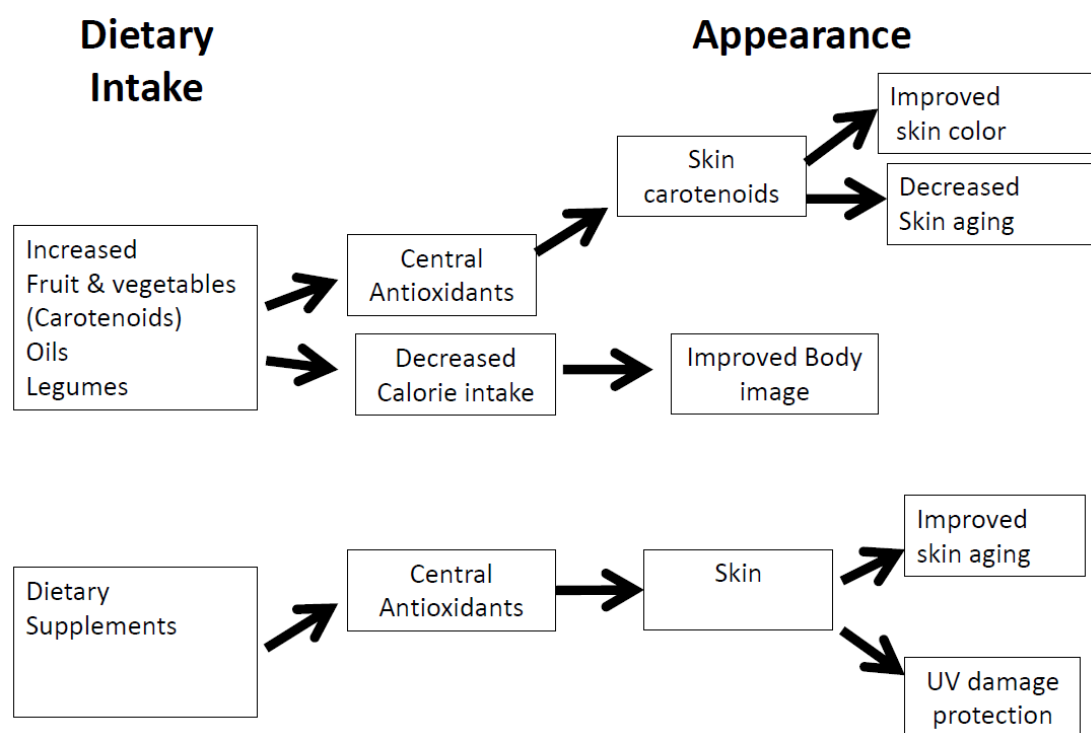 Dietary
Intake
Appearance
Improved
skin color
Skin
carotenoids
Decreased
Skin aging
Increased
Fruit & vegetables
(Carotenoids)
Oils
Legumes
Central
Antioxidants
Decreased
Calorie intake
Improved Body
image
Improved
skin aging
Dietary
Supplements
Central
Antioxidants
Skin
UV damage
protection